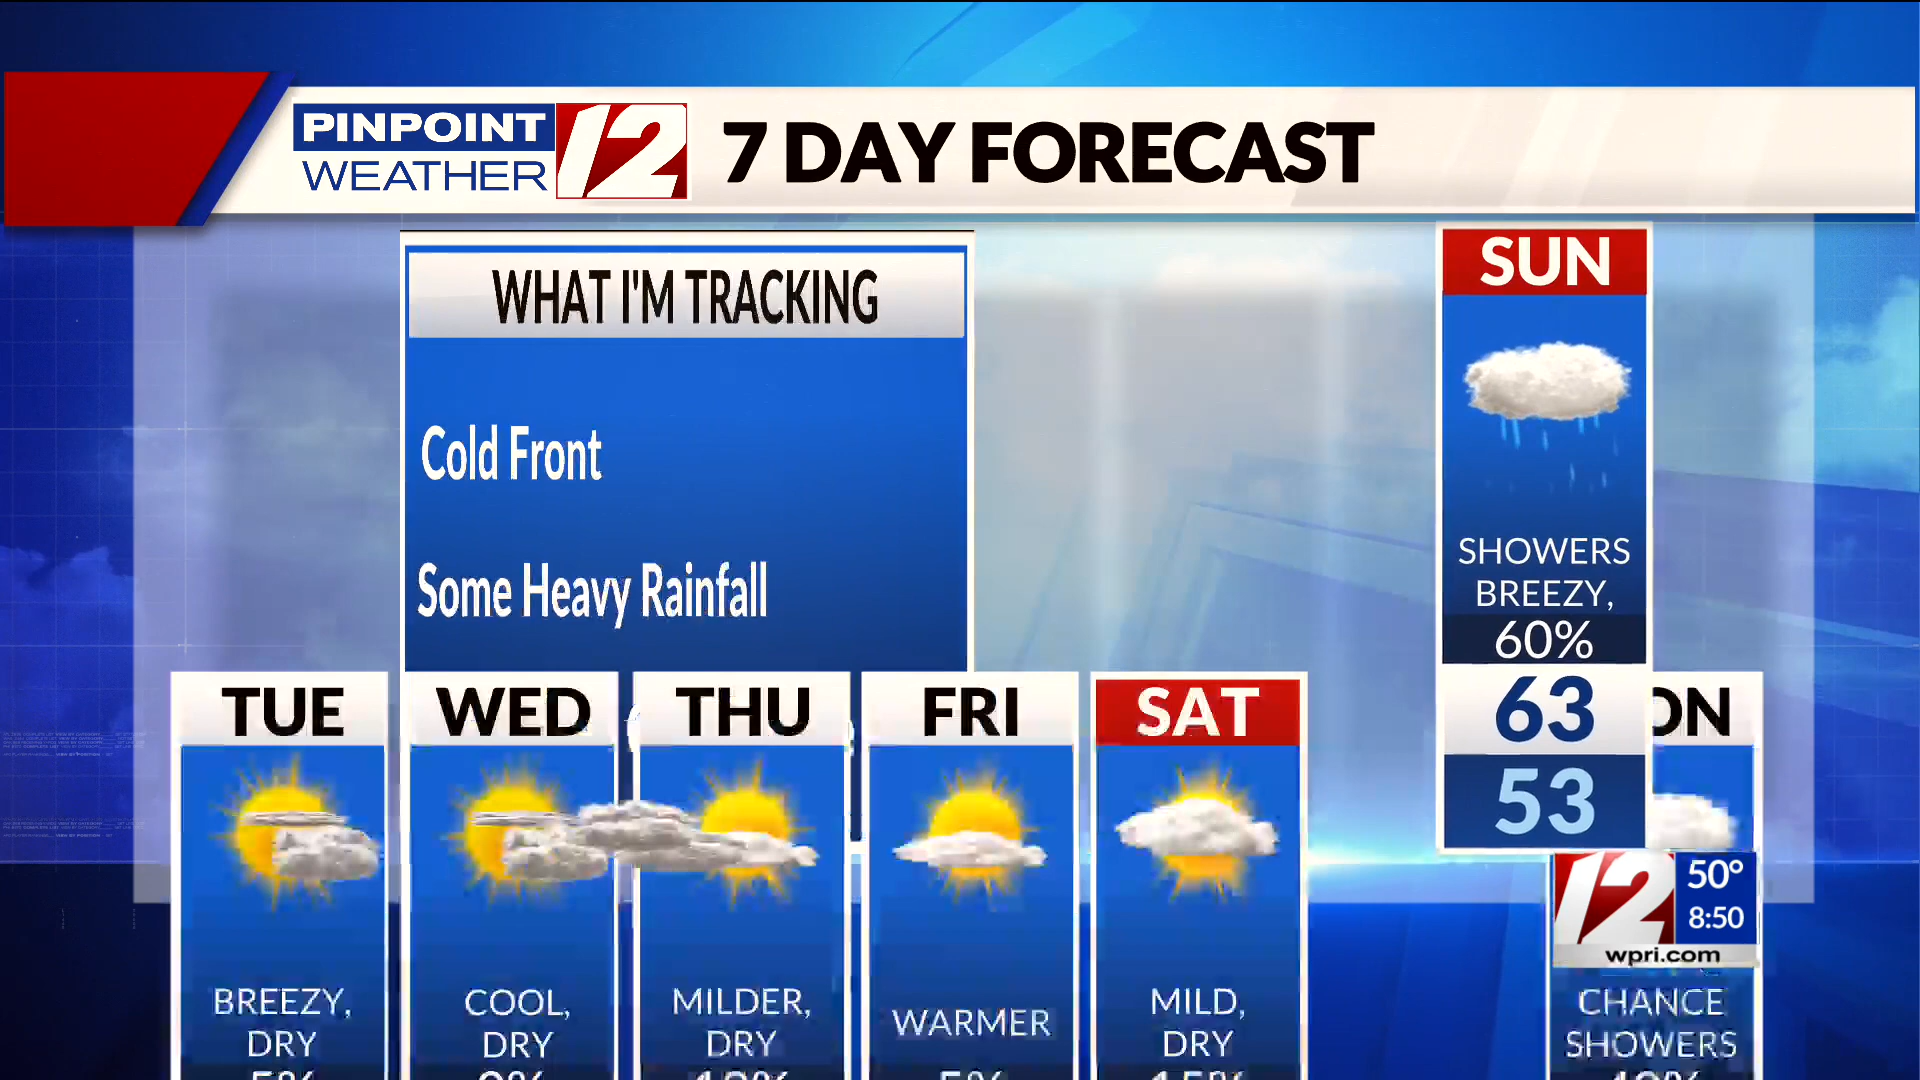 PINPOINT
WEATHER
12
7 DAY FORECAST
WHAT I'M TRACKING
Cold Front
Some Heavy Rainfall
SUN
SHOWERS
BREEZY,
60%
63
53
TUE
BREEZY,
DRY
WED
COOL,
DRY
THU
MILDER,
DRY
FRI
WARMER
SAT
MILD,
DRY
ON
CHANCE
SHOWERS
12
50°
8:50
wpri.com